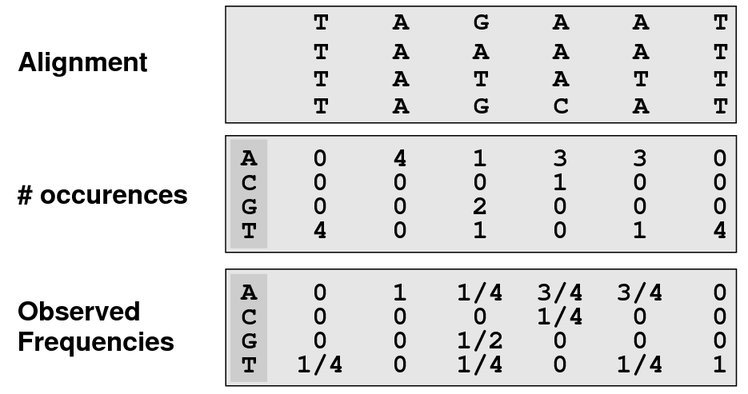 T A G A A T
Alignment
T A A A A T
T A T A T T
T A G C A T
A 0 4 1 3 3 0
C 0 0 0 1 0 0
# occurences
G 0 0 2 0 0 0
T 4 0 1 0 1 4
A 0 1 1/4 3/4 3/4 0
Observed
Frequencies
C 0 0 0 1/4 0 0
G 0 0 1/2 0 0 0
T 1/4 0 1/4 0 1/4 1